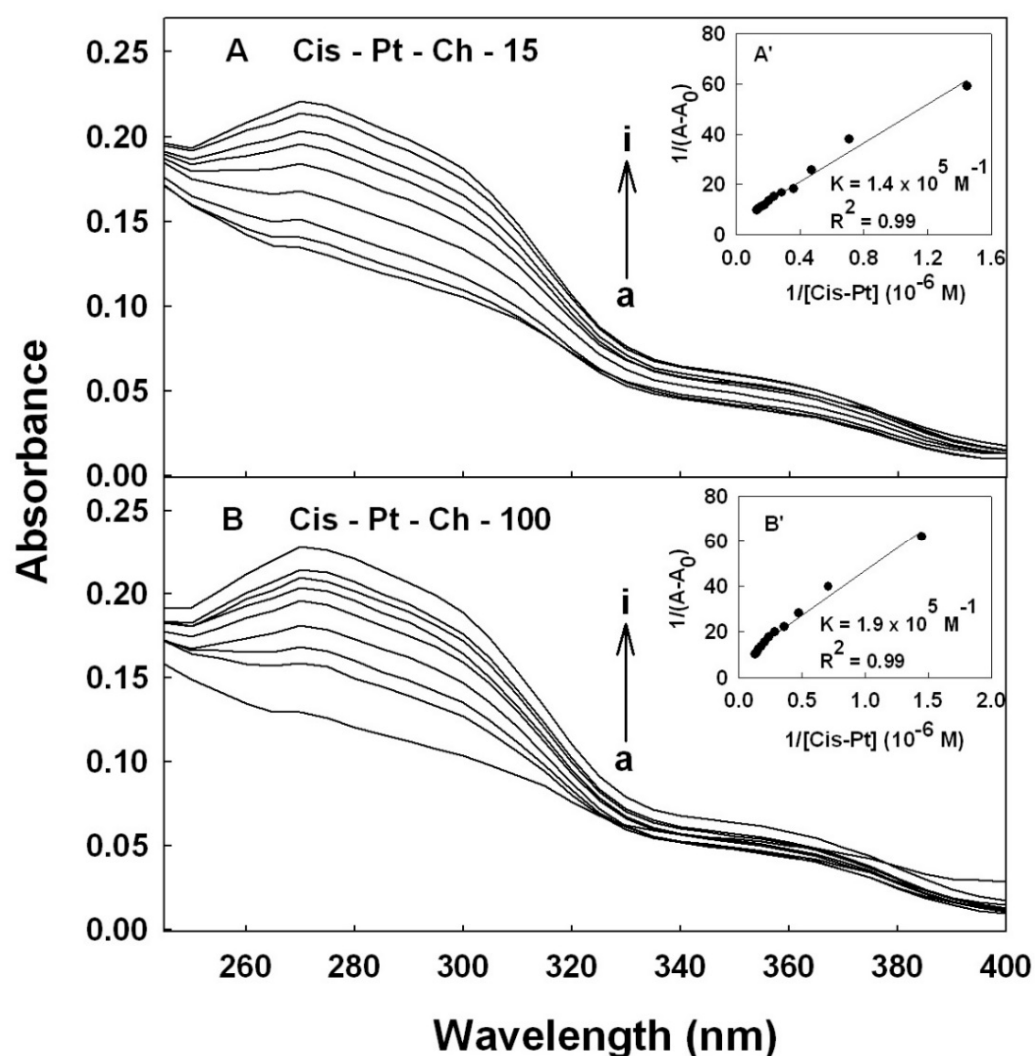 Absorbance
A Cis - Pt - Ch - 15
0.25
0.20
0.15
0.10
0.05
0.00
i
a
A'
1/(A-A0)
80
60
40
20
0
K = 1.4 x 10^5 M^-1
R^2 = 0.99
0.0 0.4 0.8 1.2 1.6
1/[Cis-Pt] (10^-6 M)
B Cis - Pt - Ch - 100
0.25
0.20
0.15
0.10
0.05
0.00
i
a
B'
1/(A-A0)
80
60
40
20
0
K = 1.9 x 10^5 M^-1
R^2 = 0.99
0.0 0.5 1.0 1.5 2.0
1/[Cis-Pt] (10^-6 M)
260 280 300 320 340 360 380 400
Wavelength (nm)